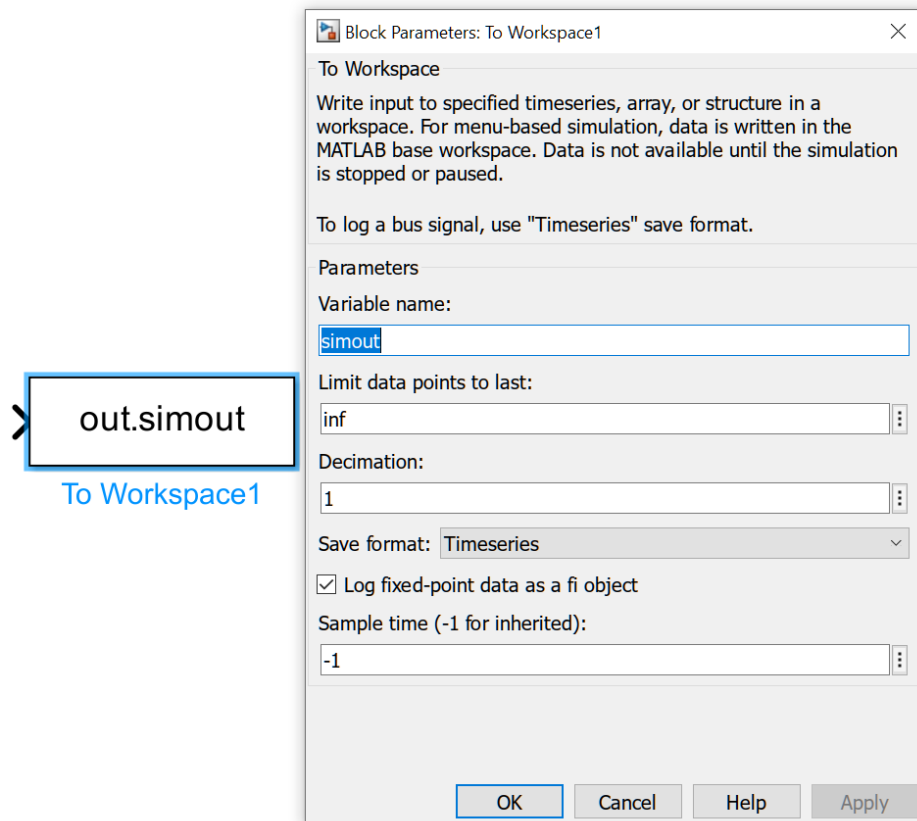 Block Parameters: To Workspace1
To Workspace
Write input to specified timeseries, array, or structure in a
workspace. For menu-based simulation, data is written in the
MATLAB base workspace. Data is not available until the simulation
is stopped or paused.
To log a bus signal, use "Timeseries" save format.
Parameters
Variable name:
simout
Limit data points to last:
inf
Decimation:
1
Save format: Timeseries
Log fixed-point data as a fi object
Sample time (-1 for inherited):
-1
OK Cancel Help Apply
out.simout
To Workspace1